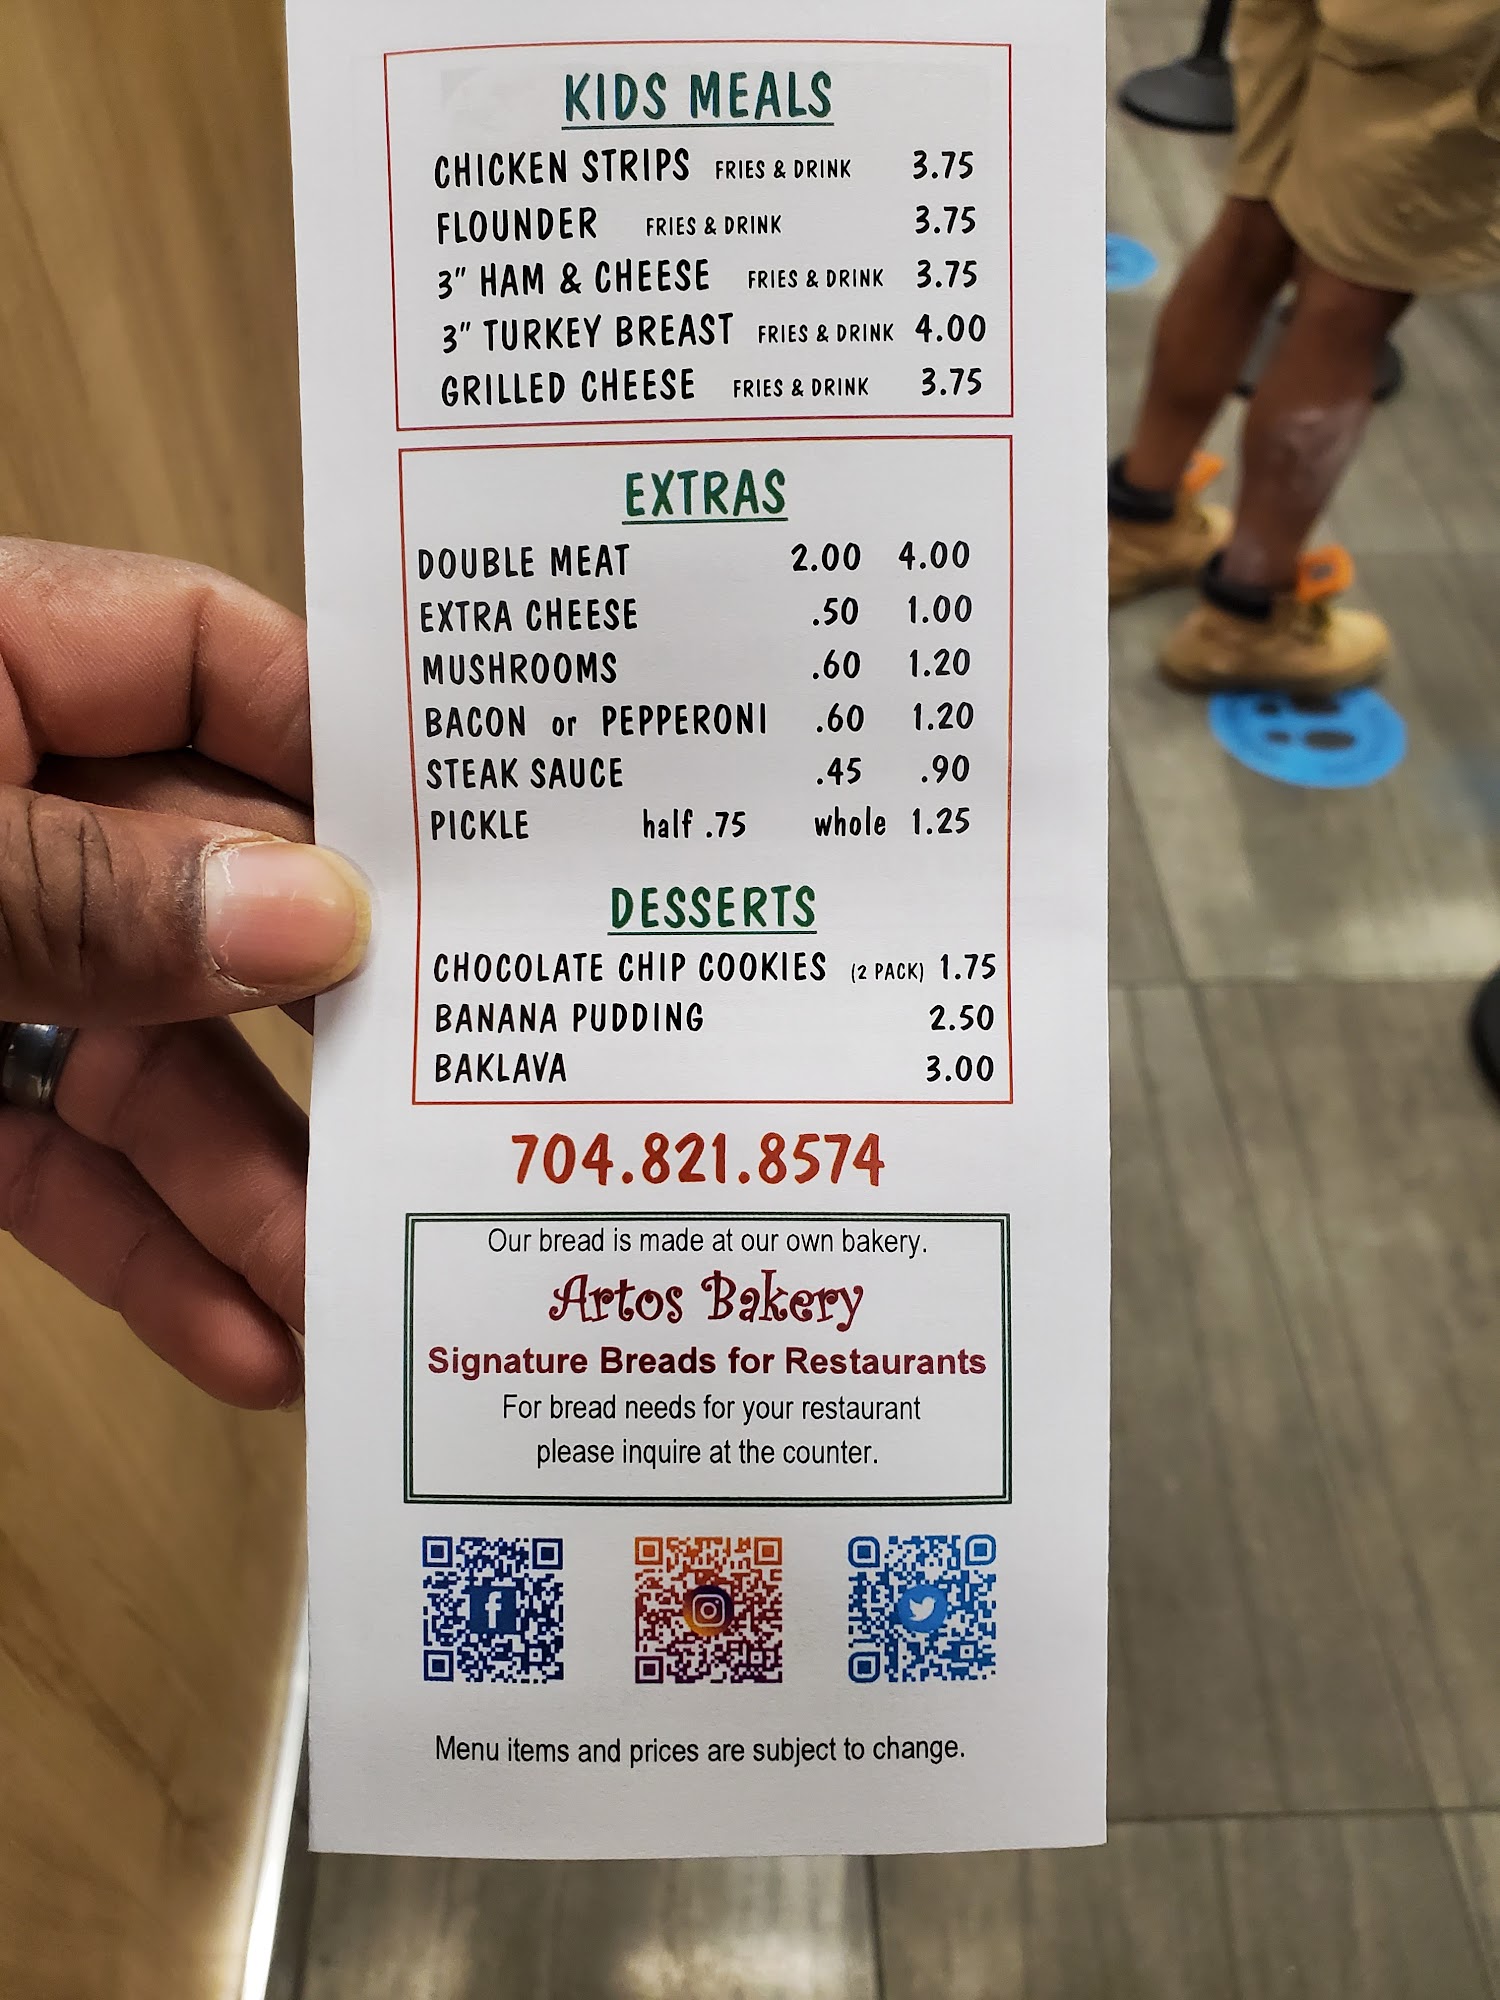 KIDS MEALS
CHICKEN STRIPS FRIES & DRINK 3.75
FLOUNDER FRIES & DRINK 3.75
3" HAM & CHEESE FRIES & DRINK 3.75
3" TURKEY BREAST FRIES & DRINK 4.00
GRILLED CHEESE FRIES & DRINK 3.75
EXTRAS
DOUBLE MEAT 2.00 4.00
EXTRA CHEESE .50 1.00
MUSHROOMS .60 1.20
BACON or PEPPERONI .60 1.20
STEAK SAUCE .45 .90
PICKLE half .75 whole 1.25
DESSERTS
CHOCOLATE CHIP COOKIES (2 PACK) 1.75
BANANA PUDDING 2.50
BAKLAVA 3.00
704.821.8574
Our bread is made at our own bakery.
Artos Bakery
Signature Breads for Restaurants
For bread needs for your restaurant
please inquire at the counter.
Menu items and prices are subject to change.